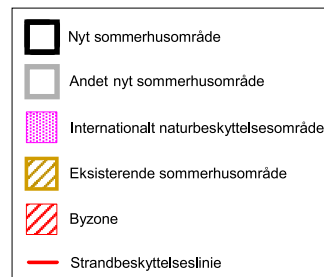 Nyt sommerhusområde
Andet nyt sommerhusområde
Internationalt naturbeskyttelsesområde
Eksisterende sommerhusområde
Byzone
Strandbeskyttelseslinie